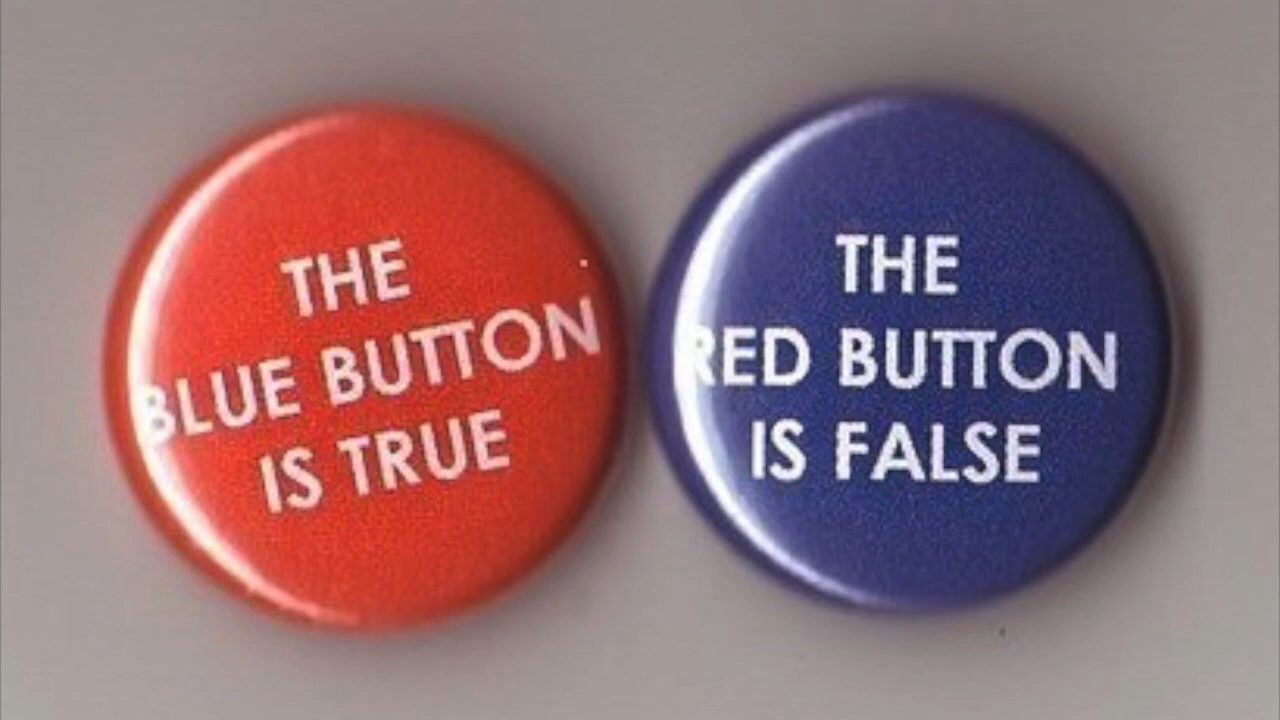 THE
BLUE BUTTON
IS TRUE
THE
RED BUTTON
IS FALSE